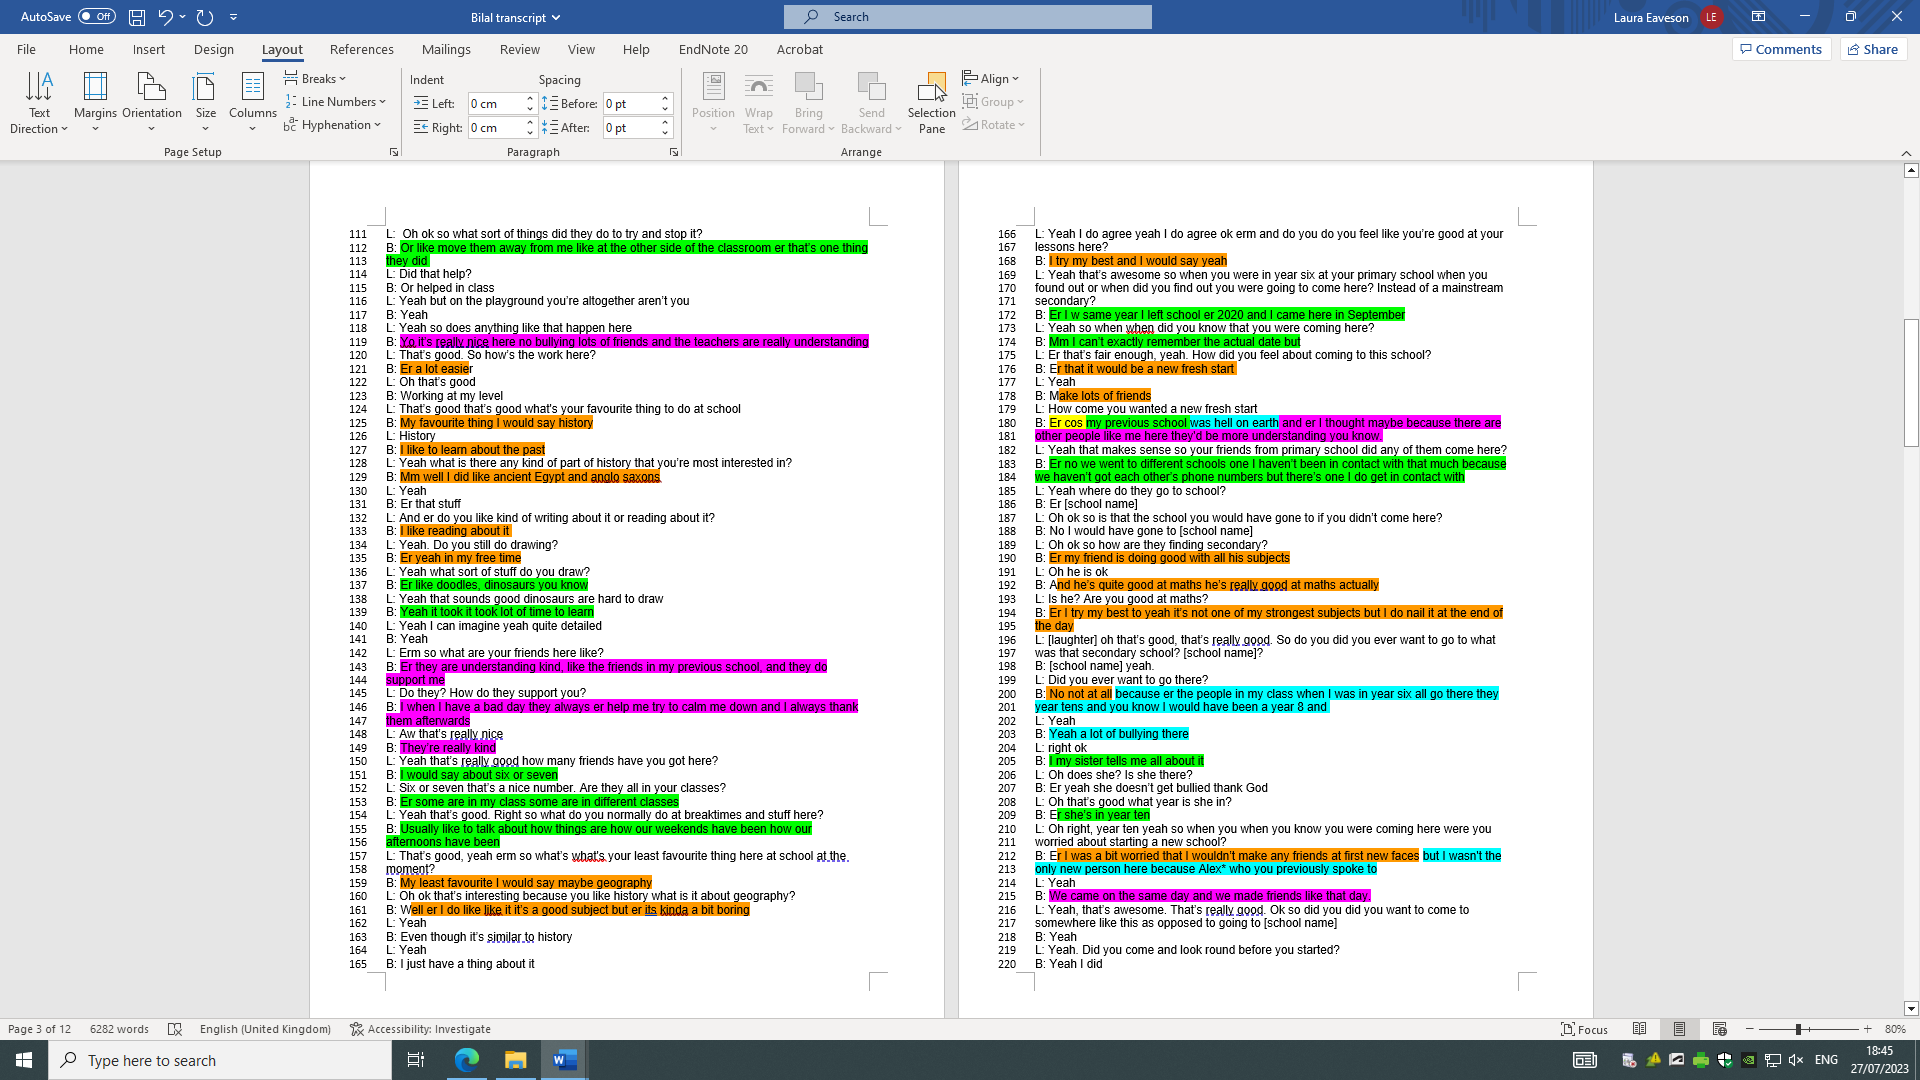 AutoSave Off Bilal transcript Search Laura Eaveson LE
File Home Insert Design Layout References Mailings Review View Help EndNote 20 Acrobat Comments Share
Text Direction Margins Orientation Size Columns Breaks Line Numbers Hyphenation
Page Setup
Indent Spacing
Left: 0 cm Before: 0 pt
Right: 0 cm After: 0 pt
Paragraph
Position Wrap Text Bring Forward Send Backward Selection Pane Align Group Rotate
Arrange
111 L: Oh ok so what sort of things did they do to try and stop it?
112 B: Or like move them away from me like at the other side of the classroom er that's one thing
113 they did
114 L: Did that help?
115 B: Or helped in class
116 L: Yeah but on the playground you're altogether aren't you
117 B: Yeah
118 L: Yeah so does anything like that happen here
119 B: Yo it's really nice here no bullying lots of friends and the teachers are really understanding
120 L: That's good. So how's the work here?
121 B: Er a lot easier
122 L: Oh that's good
123 B: Working at my level
124 L: That's good that's good what's your favourite thing to do at school
125 B: My favourite thing I would say history
126 L: History
127 B: I like to learn about the past
128 L: Yeah what is there any kind of part of history that you're most interested in?
129 B: Mm well I did like ancient Egypt and anglo saxons
130 L: Yeah
131 B: Er that stuff
132 L: And er do you like kind of writing about it or reading about it?
133 B: I like reading about it
134 L: Yeah. Do you still do drawing?
135 B: Er yeah in my free time
136 L: Yeah what sort of stuff do you draw?
137 B: Er like doodles, dinosaurs you know
138 L: Yeah that sounds good dinosaurs are hard to draw
139 B: Yeah it took it took lot of time to learn
140 L: Yeah I can imagine yeah quite detailed
141 B: Yeah
142 L: Erm so what are your friends here like?
143 B: Er they are understanding kind, like the friends in my previous school, and they do
144 support me
145 L: Do they? How do they support you?
146 B: I when I have a bad day they always er help me try to calm me down and I always thank
147 them afterwards
148 L: Aw that's really nice
149 B: They're really kind
150 L: Yeah that's really good how many friends have you got here?
151 B: I would say about six or seven
152 L: Six or seven that's a nice number. Are they all in your classes?
153 B: Er some are in my class some are in different classes
154 L: Yeah that's good. Right so what do you normally do at breaktimes and stuff here?
155 B: Usually like to talk about how things are how our weekends have been how our
156 afternoons have been
157 L: That's good, yeah erm so what's what's your least favourite thing here at school at the
158 moment?
159 B: My least favourite I would say maybe geography
160 L: Oh ok that's interesting because you like history what is it about geography?
161 B: Well er I do like like it it's a good subject but er its kinda a bit boring
162 L: Yeah
163 B: Even though it's similar to history
164 L: Yeah
165 B: I just have a thing about it
166 L: Yeah I do agree yeah I do agree ok erm and do you do you feel like you're good at your
167 lessons here?
168 B: I try my best and I would say yeah
169 L: Yeah that's awesome so when you were in year six at your primary school when you
170 found out or when did you find out you were going to come here? Instead of a mainstream
171 secondary?
172 B: Er I w same year I left school er 2020 and I came here in September
173 L: Yeah so when when did you know that you were coming here?
174 B: Mm I can't exactly remember the actual date but
175 L: Er that's fair enough, yeah. How did you feel about coming to this school?
176 B: Er that it would be a new fresh start
177 L: Yeah
178 B: Make lots of friends
179 L: How come you wanted a new fresh start
180 B: Er cos my previous school was hell on earth and er I thought maybe because there are
181 other people like me here they'd be more understanding you know.
182 L: Yeah that makes sense so your friends from primary school did any of them come here?
183 B: Er no we went to different schools one I haven't been in contact with that much because
184 we haven't got each other's phone numbers but there's one I do get in contact with
185 L: Yeah where do they go to school?
186 B: Er [school name]
187 L: Oh ok so is that the school you would have gone to if you didn't come here?
188 B: No I would have gone to [school name]
189 L: Oh ok so how are they finding secondary?
190 B: Er my friend is doing good with all his subjects
191 L: Oh he is ok
192 B: And he's quite good at maths he's really good at maths actually
193 L: Is he? Are you good at maths?
194 B: Er I try my best to yeah it's not one of my strongest subjects but I do nail it at the end of
195 the day
196 L: [laughter] oh that's good, that's really good. So do you did you ever want to go to what
197 was that secondary school? [school name]?
198 B: [school name] yeah.
199 L: Did you ever want to go there?
200 B: No not at all because er the people in my class when I was in year six all go there they
201 year tens and you know I would have been a year 8 and
202 L: Yeah
203 B: Yeah a lot of bullying there
204 L: right ok
205 B: I my sister tells me all about it
206 L: Oh does she? Is she there?
207 B: Er yeah she doesn't get bullied thank God
208 L: Oh that's good what year is she in?
209 B: Er she's in year ten
210 L: Oh right, year ten yeah so when you when you know you were coming here were you
211 worried about starting a new school?
212 B: Er I was a bit worried that I wouldn't make any friends at first new faces but I wasn't the
213 only new person here because Alex* who you previously spoke to
214 L: Yeah
215 B: We came on the same day and we made friends like that day.
216 L: Yeah, that's awesome. That's really good. Ok so did you did you want to come to
217 somewhere like this as opposed to going to [school name]
218 B: Yeah
219 L: Yeah. Did you come and look round before you started?
220 B: Yeah I did
Page 3 of 12 6282 words English (United Kingdom) Accessibility: Investigate Focus 80%
Type here to search ENG 18:45
27/07/2023